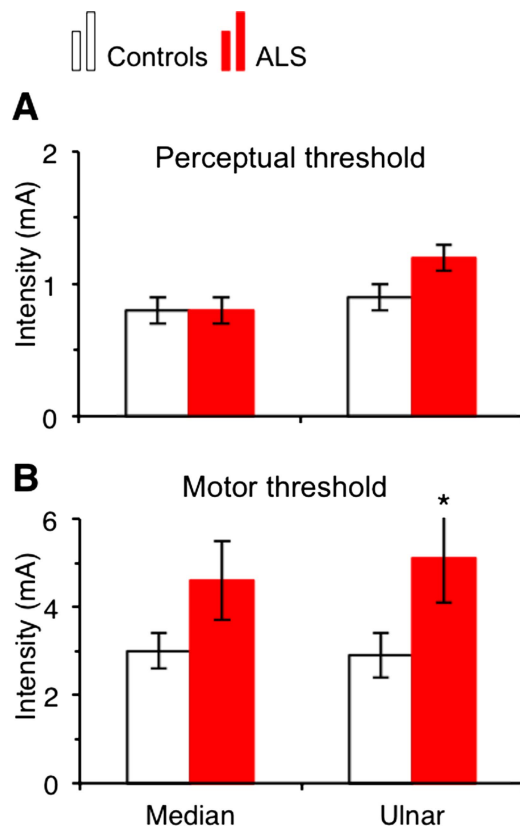 Controls ALS
A
Perceptual threshold
Intensity (mA)
2
1
0
B
Motor threshold
*
Intensity (mA)
6
4
2
0
Median Ulnar